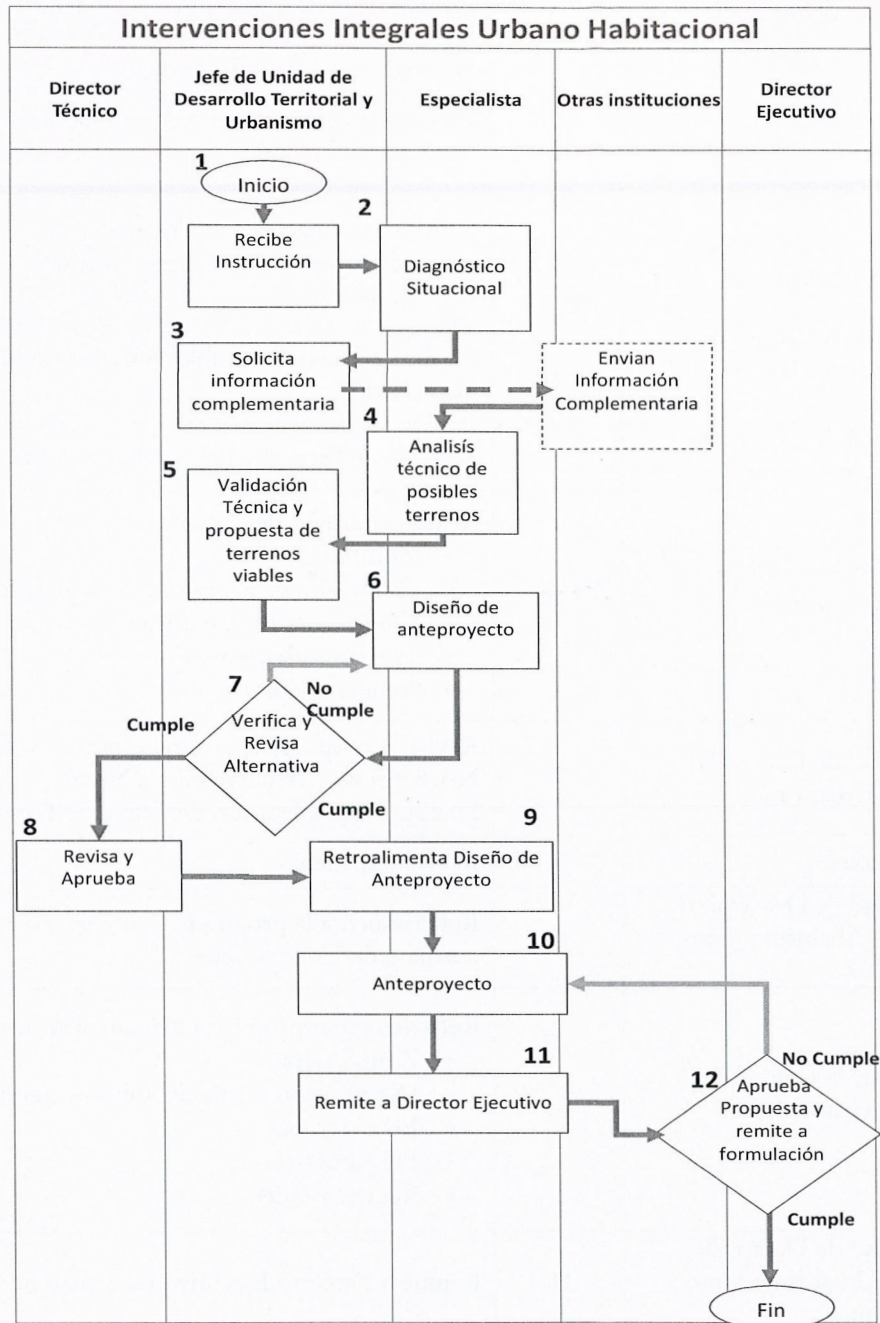 Intervenciones Integrales Urbano Habitacional
Director
Técnico
Jefe de Unidad de
Desarrollo Territorial y
Urbanismo
Especialista
Otras instituciones
Director
Ejecutivo
1
Inicio
2
Recibe
Instrucción
Diagnóstico
Situacional
3
Solicita
información
complementaria
Envian
Información
Complementaria
4
Analisís
técnico de
posibles
terrenos
5
Validación
Técnica y
propuesta de
terrenos
viables
6
Diseño de
anteproyecto
7
No
Cumple
Cumple
Verifica y
Revisa
Alternativa
Cumple
8
Revisa y
Aprueba
9
Retroalimenta Diseño de
Anteproyecto
10
Anteproyecto
11
Remite a Director Ejecutivo
No Cumple
12
Aprueba
Propuesta y
remite a
formulación
Cumple
Fin